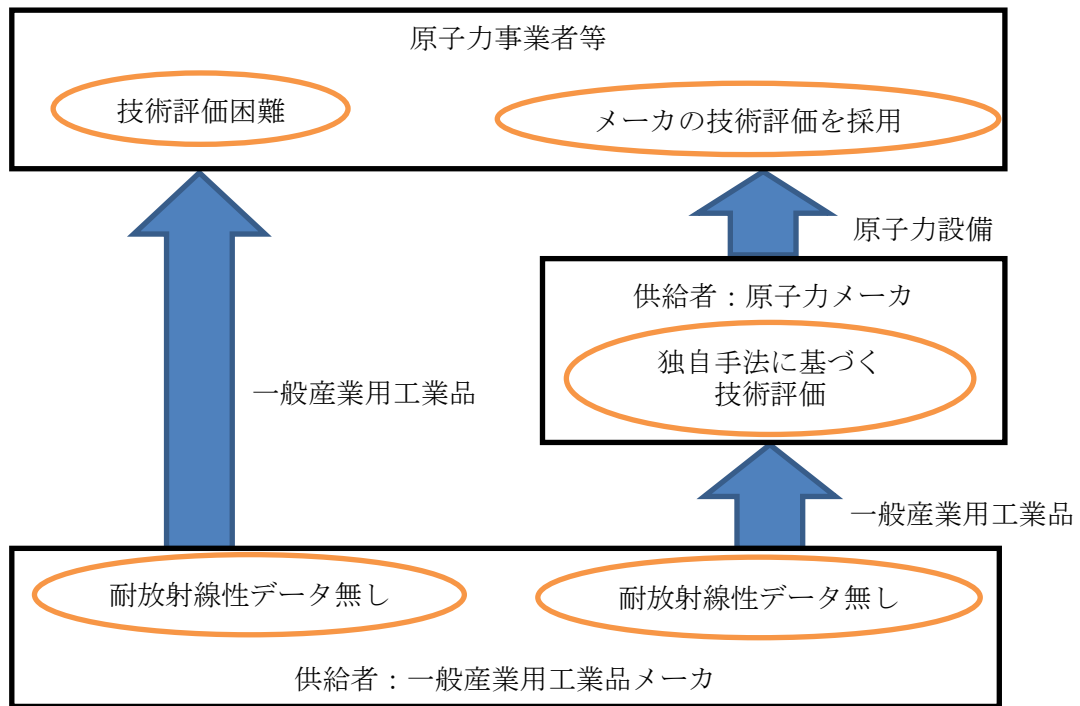 原子力事業者等
技術評価困難
メーカの技術評価を採用
原子力設備
供給者：原子力メーカ
独自手法に基づく
技術評価
一般産業用工業品
一般産業用工業品
耐放射線性データ無し
耐放射線性データ無し
供給者：一般産業用工業品メーカ